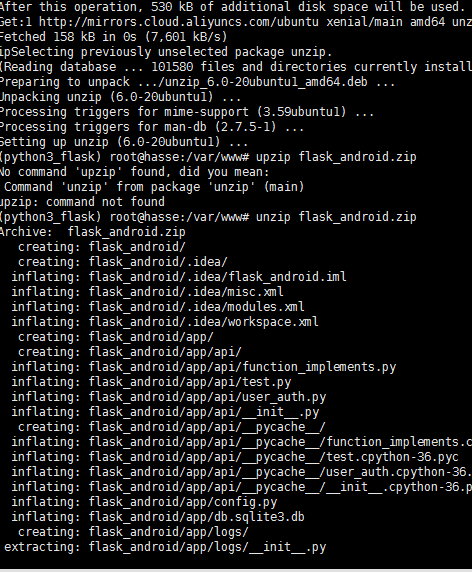 After this operation, 530 kB of additional disk space will be used.
Get:1 http://mirrors.cloud.aliyuncs.com/ubuntu xenial/main amd64 unz
Fetched 158 kB in 0s (7,601 kB/s)
ipSelecting previously unselected package unzip.
(Reading database ... 101580 files and directories currently install
Preparing to unpack .../unzip_6.0-20ubuntu1_amd64.deb ...
Unpacking unzip (6.0-20ubuntu1) ...
Processing triggers for mime-support (3.59ubuntu1) ...
Processing triggers for man-db (2.7.5-1) ...
Setting up unzip (6.0-20ubuntu1) ...
(python3_flask) root@hasse:/var/www# upzip flask_android.zip
No command 'upzip' found, did you mean:
 Command 'unzip' from package 'unzip' (main)
upzip: command not found
(python3_flask) root@hasse:/var/www# unzip flask_android.zip
Archive:  flask_android.zip
   creating: flask_android/
   creating: flask_android/.idea/
  inflating: flask_android/.idea/flask_android.iml
  inflating: flask_android/.idea/misc.xml
  inflating: flask_android/.idea/modules.xml
  inflating: flask_android/.idea/workspace.xml
   creating: flask_android/app/
   creating: flask_android/app/api/
  inflating: flask_android/app/api/function_implements.py
  inflating: flask_android/app/api/test.py
  inflating: flask_android/app/api/user_auth.py
  inflating: flask_android/app/api/__init__.py
   creating: flask_android/app/api/__pycache__/
  inflating: flask_android/app/api/__pycache__/function_implements.c
  inflating: flask_android/app/api/__pycache__/test.cpython-36.pyc
  inflating: flask_android/app/api/__pycache__/user_auth.cpython-36.
  inflating: flask_android/app/api/__pycache__/__init__.cpython-36.p
  inflating: flask_android/app/config.py
  inflating: flask_android/app/db.sqlite3.db
   creating: flask_android/app/logs/
 extracting: flask_android/app/logs/__init__.py